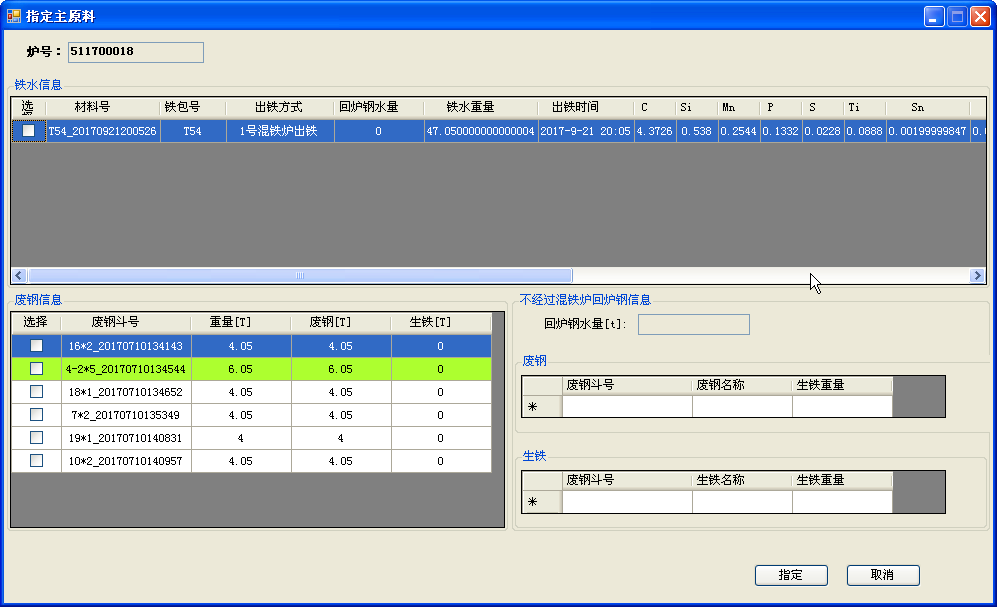 指定主原料
炉号： 511700018
铁水信息
选择 材料号 铁包号 出铁方式 回炉钢水量 铁水重量 出铁时间 C Si Mn P S Ti Sn
T54_20170921200526 T54 1号混铁炉出铁 0 47.050000000000004 2017-9-21 20:05 4.3726 0.538 0.2544 0.1332 0.0228 0.0888 0.00199999847 0.0
废钢信息
选择 废钢斗号 重量[T] 废钢[T] 生铁[T]
16*2_20170710134143 4.05 4.05 0
4-2*5_20170710134544 6.05 6.05 0
18*1_20170710134652 4.05 4.05 0
7*2_20170710135349 4.05 4.05 0
19*1_20170710140831 4 4 0
10*2_20170710140957 4.05 4.05 0
不经过混铁炉回炉钢信息
回炉钢水量[t]:
废钢
废钢斗号 废钢名称 生铁重量
*
生铁
废钢斗号 生铁名称 生铁重量
*
指定 取消